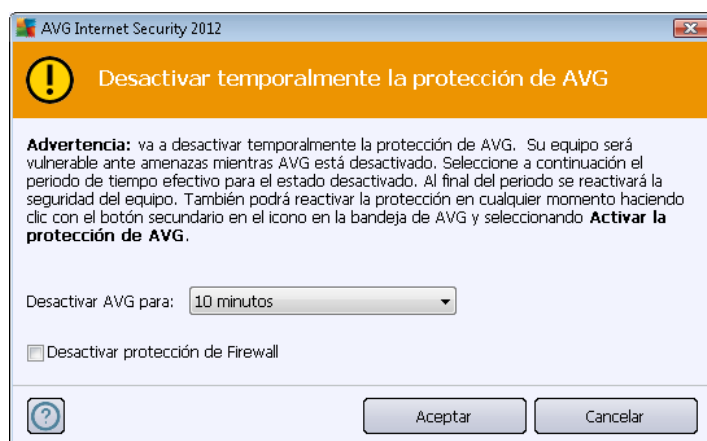 AVG Internet Security 2012
Desactivar temporalmente la protección de AVG
Advertencia: va a desactivar temporalmente la protección de AVG. Su equipo será
vulnerable ante amenazas mientras AVG está desactivado. Seleccione a continuación el
periodo de tiempo efectivo para el estado desactivado. Al final del periodo se reactivará la
seguridad del equipo. También podrá reactivar la protección en cualquier momento haciendo
clic con el botón secundario en el icono en la bandeja de AVG y seleccionando Activar la
protección de AVG.
Desactivar AVG para: 10 minutos
Desactivar protección de Firewall
Aceptar Cancelar